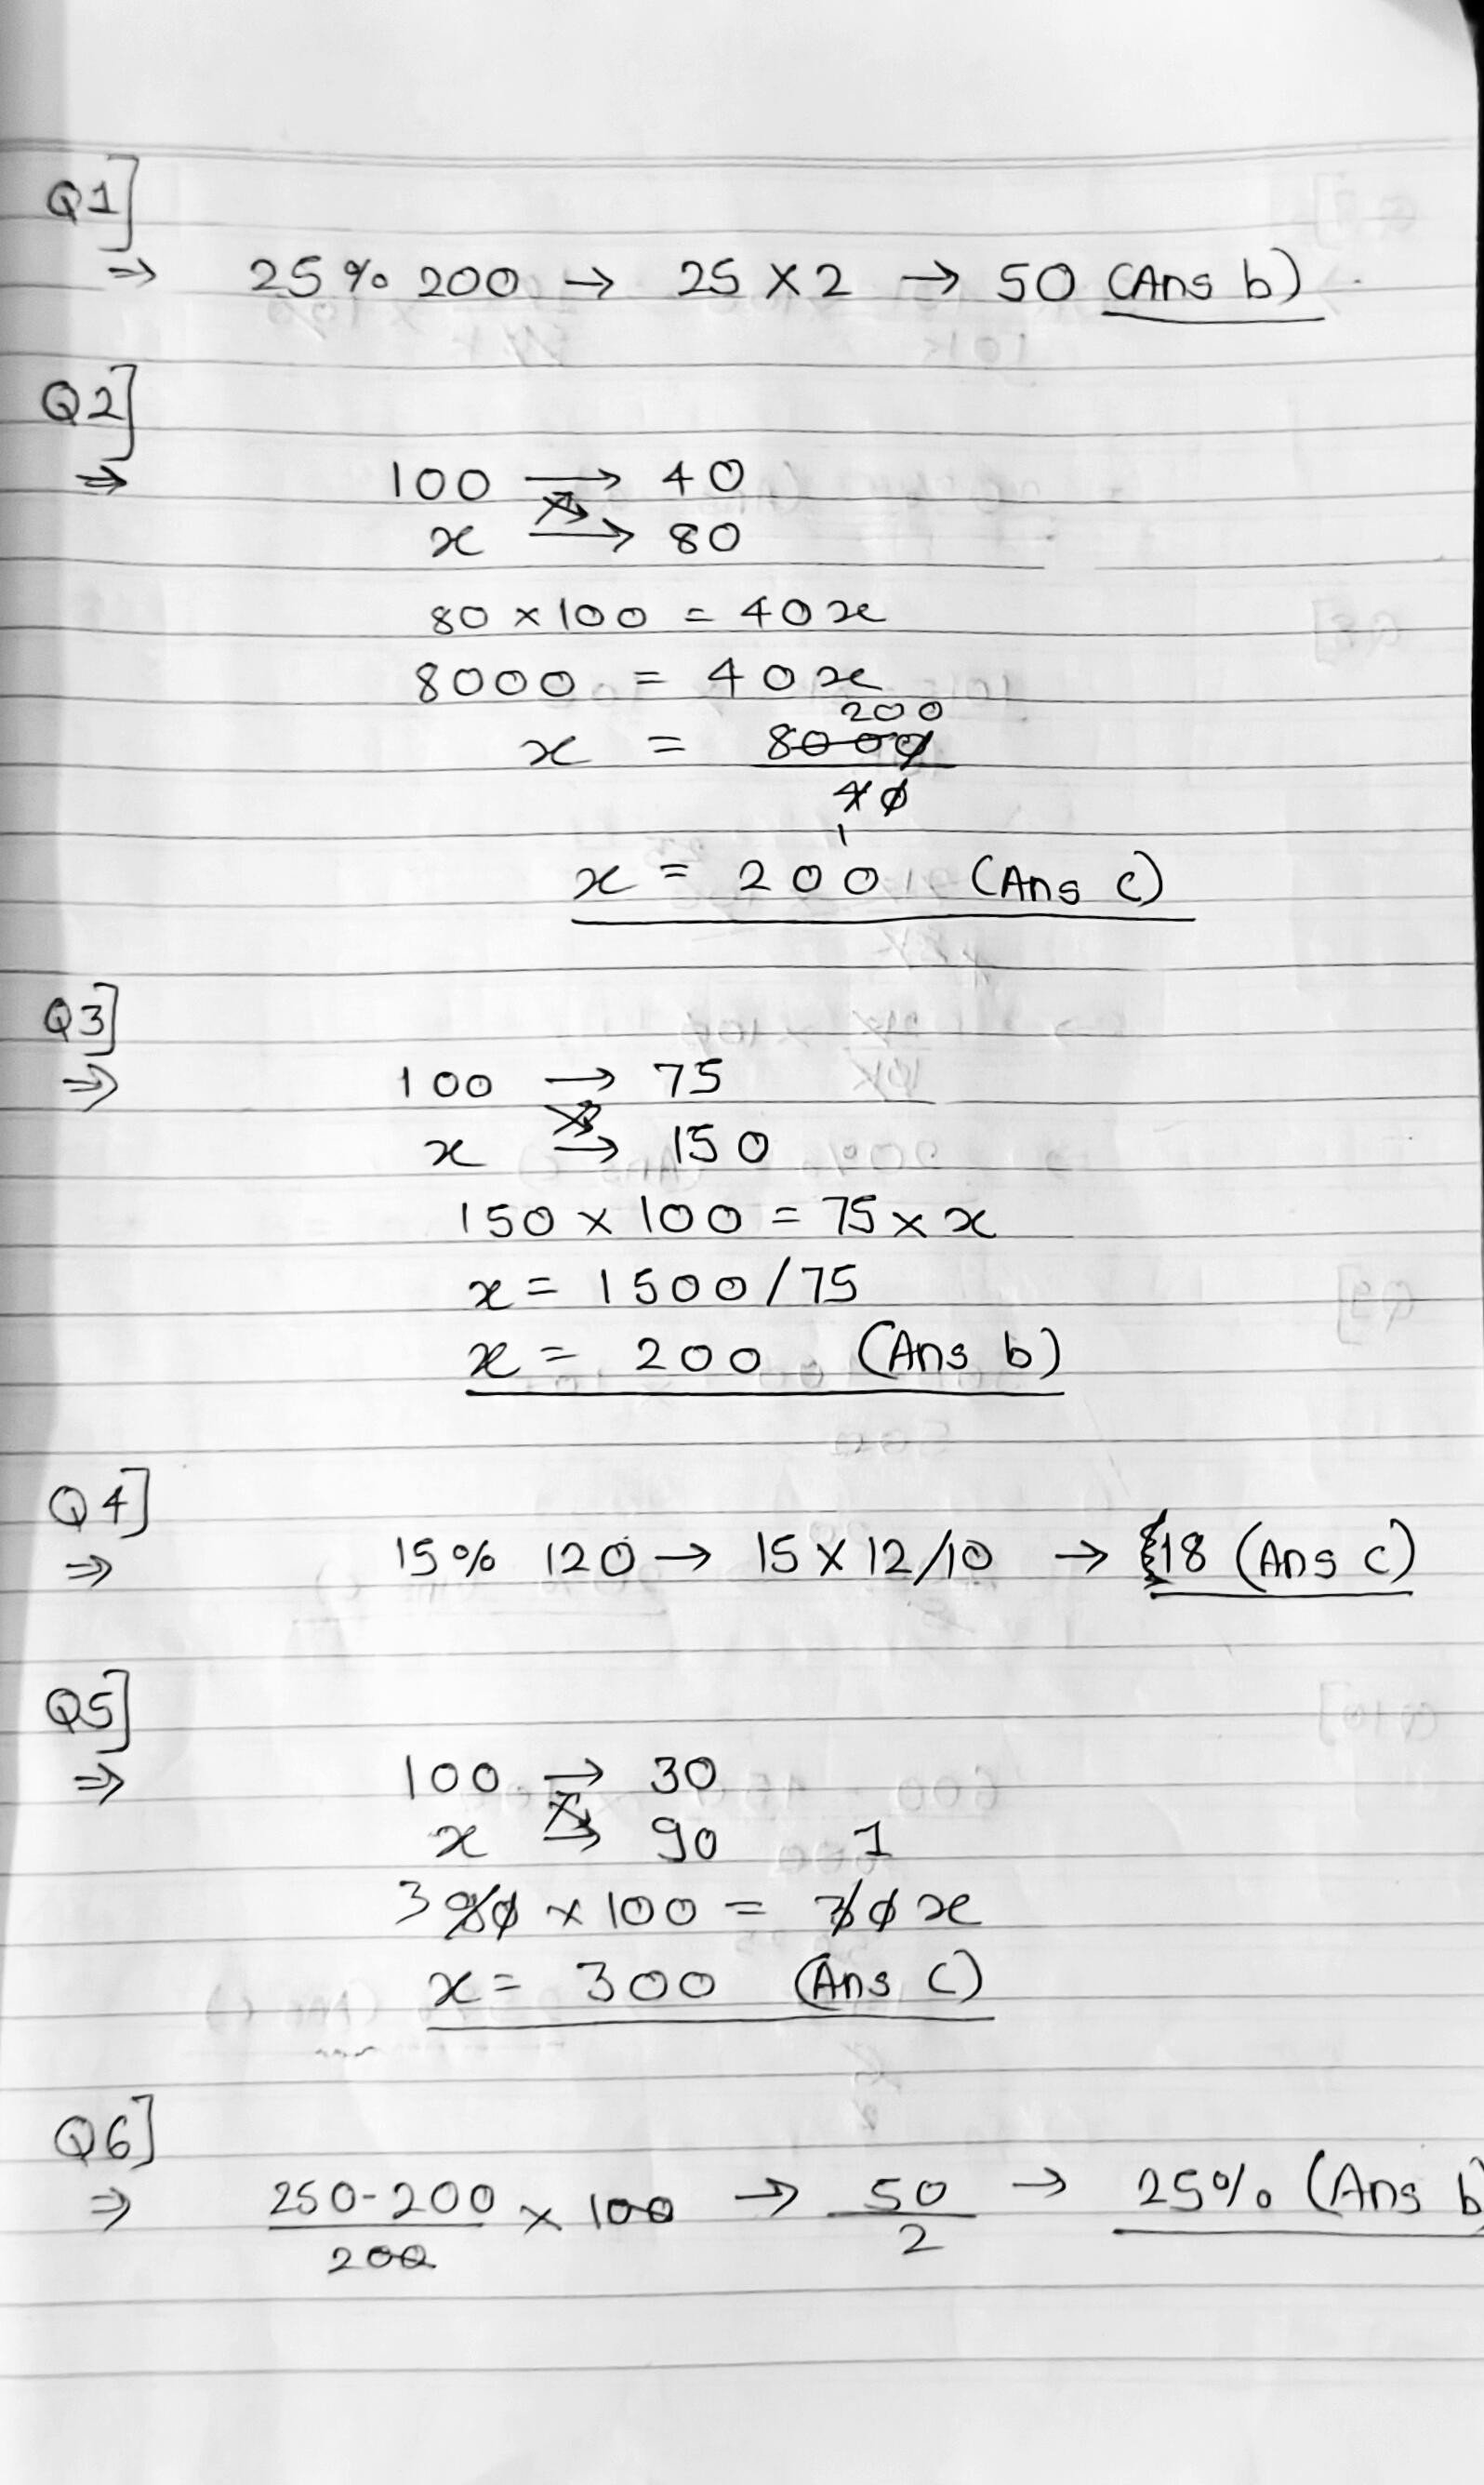 Q1]
⇒ 25% 200 → 25 × 2 → 50 (Ans b)
Q2]
⇒ 100 → 40
x → 80
80 × 100 = 40x
8000 = 40x
200
x = 8000
40
1
x = 200 (Ans c)
Q3]
⇒ 100 → 75
x → 150
150 × 100 = 75 × x
x = 1500/75
x = 200 (Ans b)
Q4]
⇒ 15% 120 → 15 × 12/10 → 18 (Ans c)
Q5]
⇒ 100 → 30
x → 90 1
3 90 × 100 = 30x
x = 300 (Ans c)
Q6]
⇒ 250-200 × 100 → 50 → 25% (Ans b)
200 2